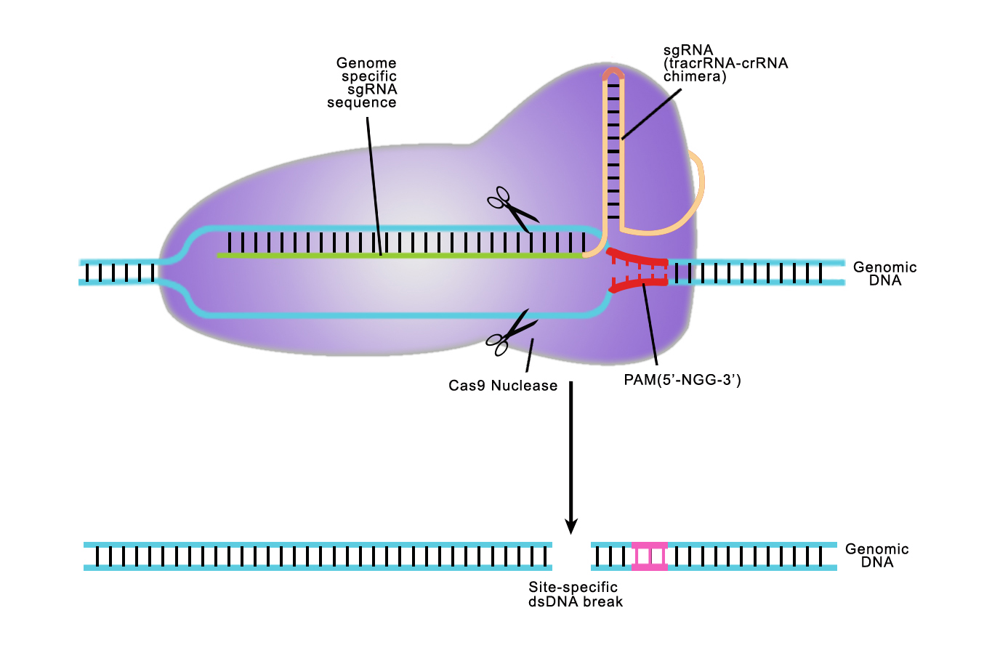 Genome
specific
sgRNA
sequence
sgRNA
(tracrRNA-crRNA
chimera)
Genomic
DNA
Cas9 Nuclease
PAM(5’-NGG-3’)
Genomic
DNA
Site-specific
dsDNA break